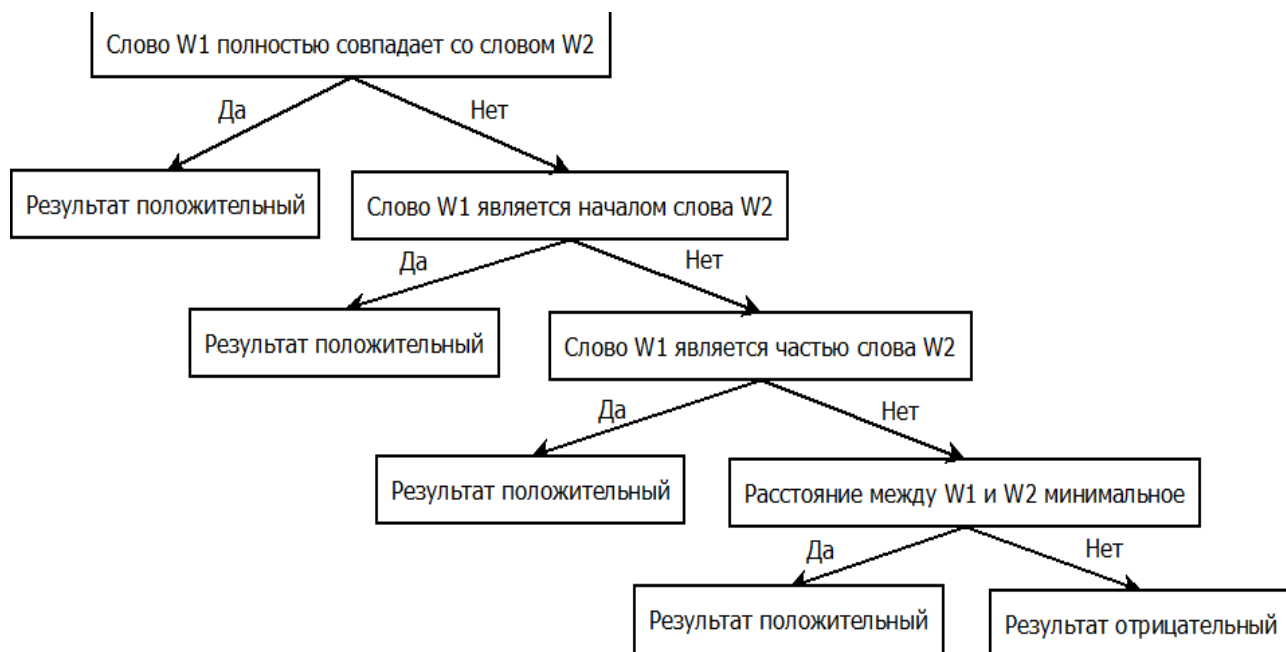 Слово W1 полностью совпадает со словом W2
Да
Нет
Результат положительный
Слово W1 является началом слова W2
Да
Нет
Результат положительный
Слово W1 является частью слова W2
Да
Нет
Результат положительный
Расстояние между W1 и W2 минимальное
Да
Нет
Результат положительный
Результат отрицательный